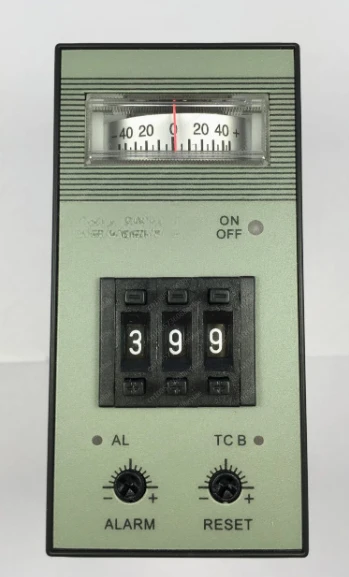 -40 20 0 20 40+
ON
OFF
3 9 9
AL TC B
- + - +
ALARM RESET